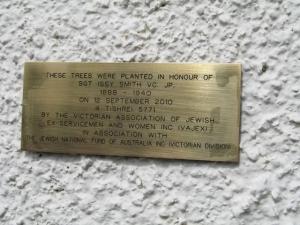 THESE TREES WERE PLANTED IN HONOUR OF
SGT ISSY SMITH VC JP
1889 - 1940
ON 12 SEPTEMBER 2010
4 TISHREI 5771
BY THE VICTORIAN ASSOCIATION OF JEWISH
EX-SERVICEMEN AND WOMEN INC (VAJEX)
IN ASSOCIATION WITH
THE JEWISH NATIONAL FUND OF AUSTRALIA INC (VICTORIAN DIVISION)